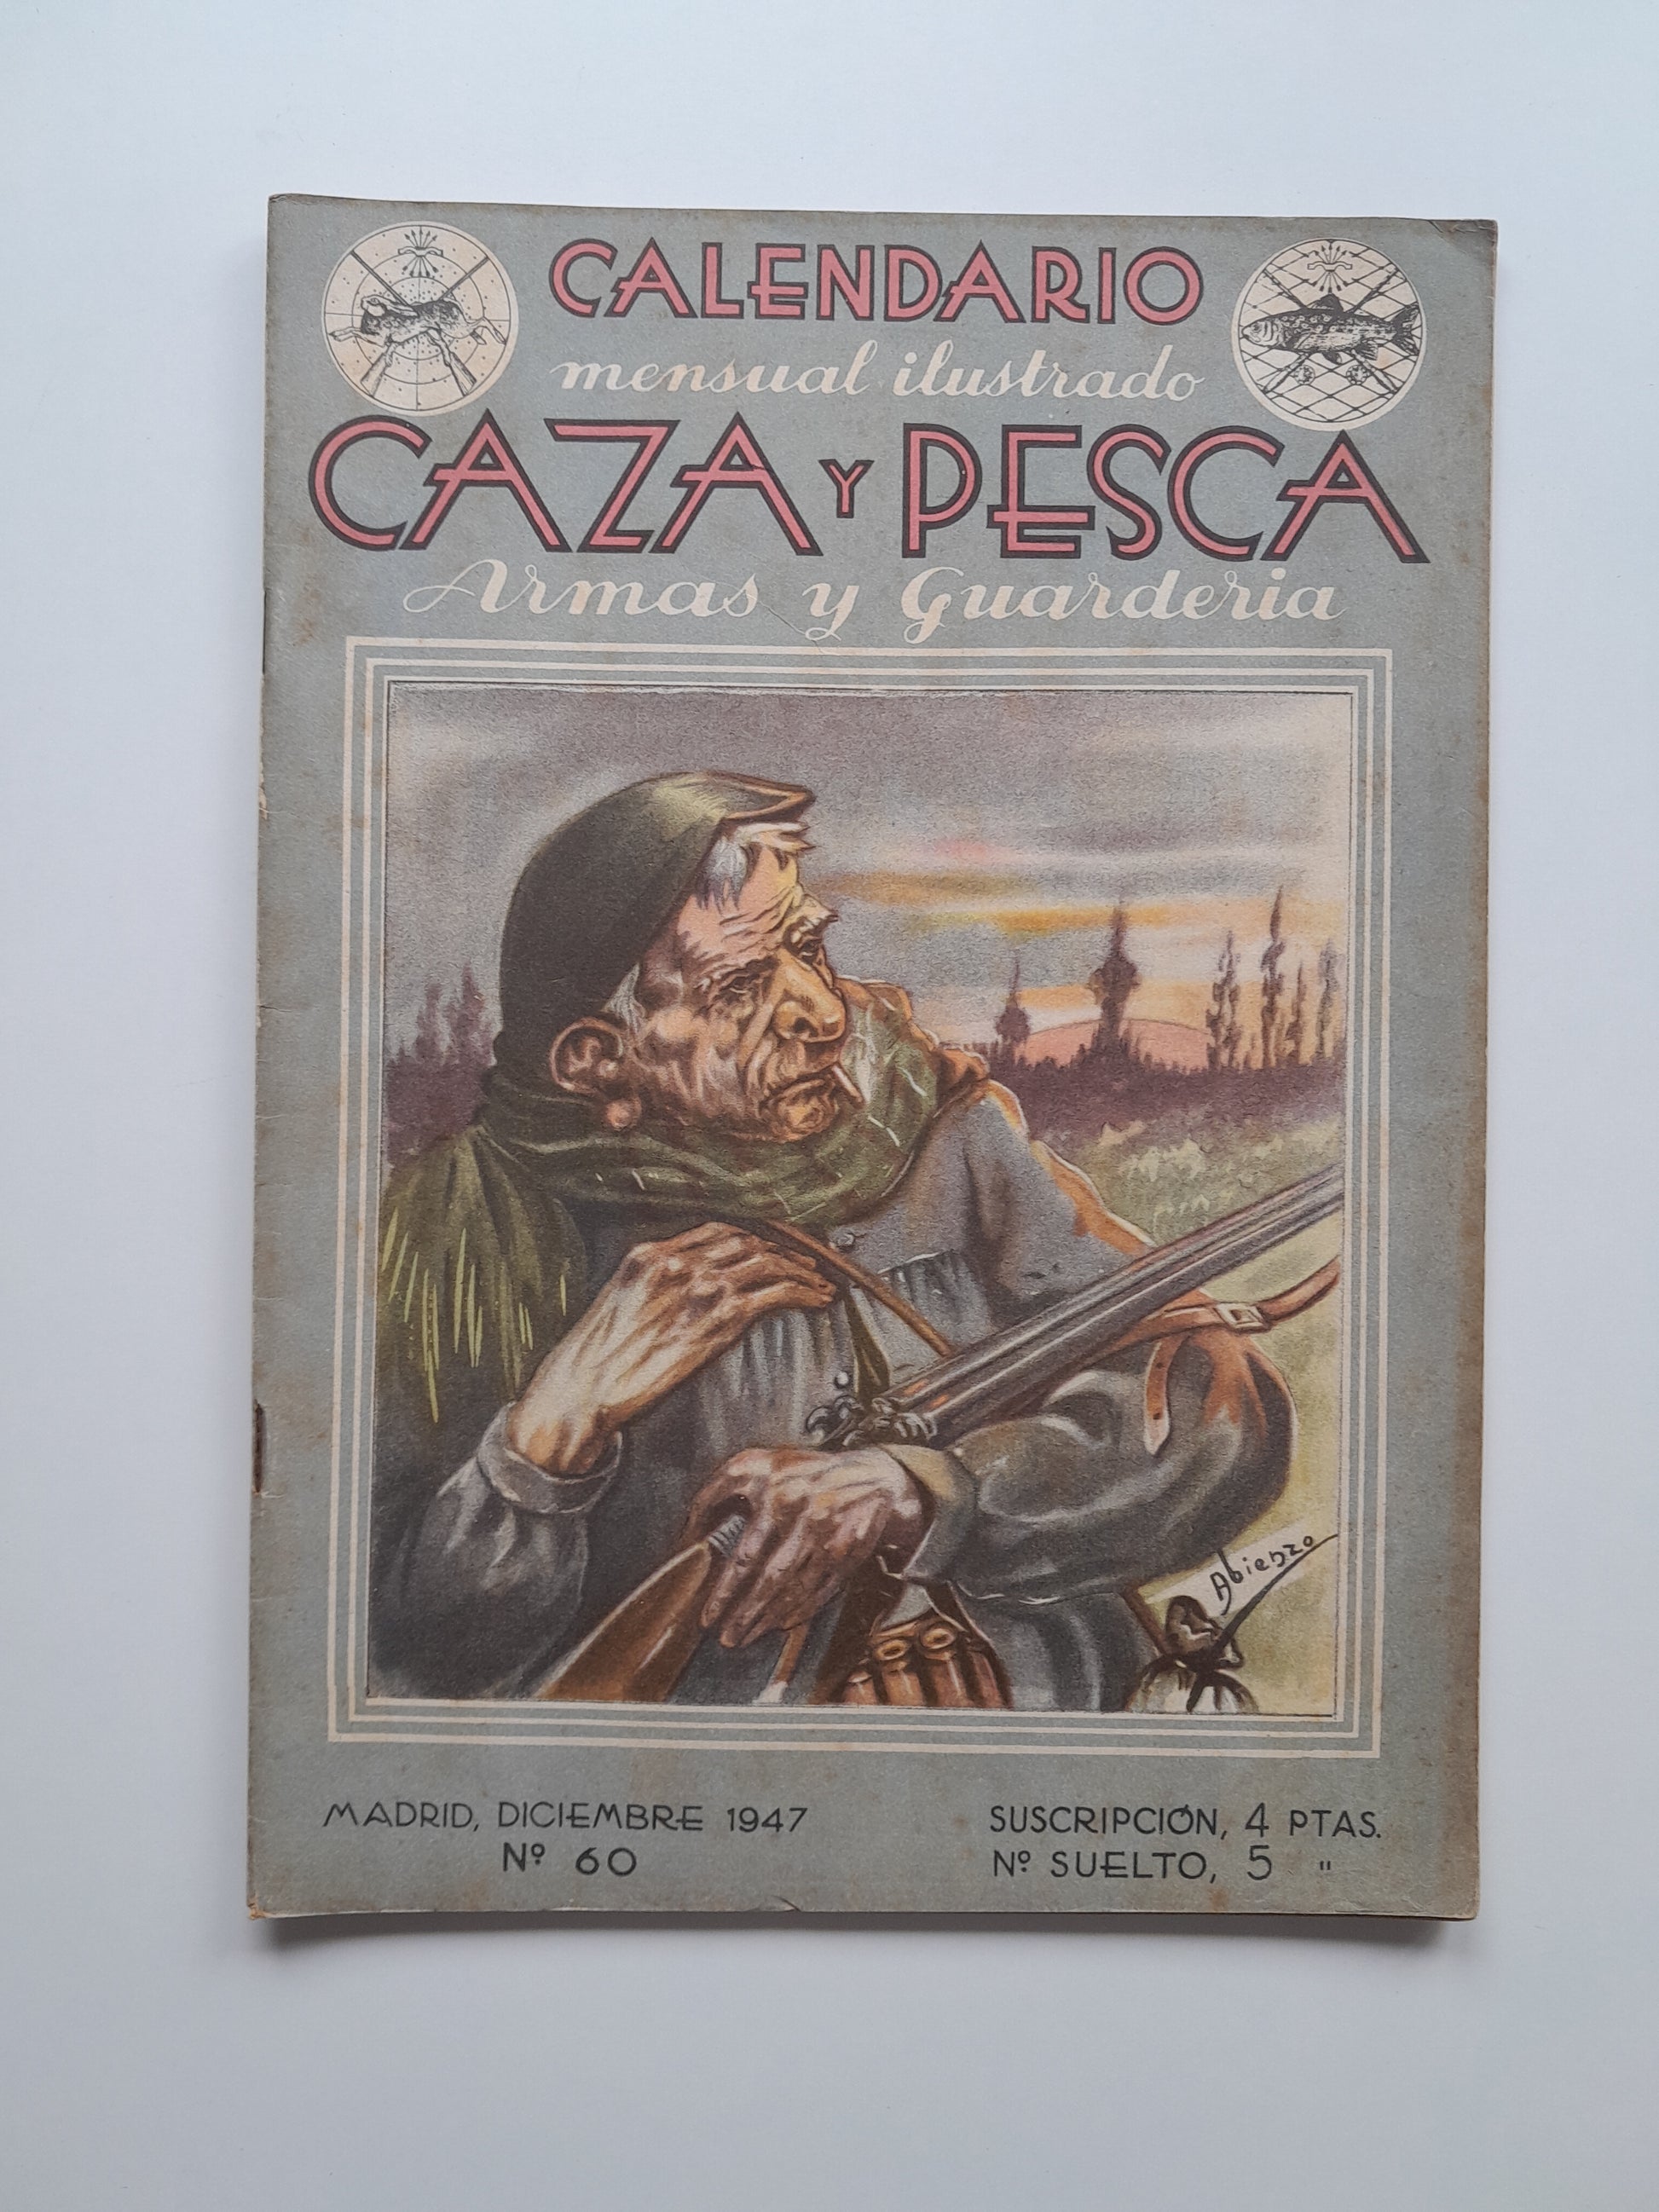 CALENDARIO
mensual ilustrado
CAZA Y PESCA
Armas y Guarderia
Abienzo
MADRID, DICIEMBRE 1947
Nº 60
SUSCRIPCIÓN, 4 PTAS.
Nº SUELTO, 5 "